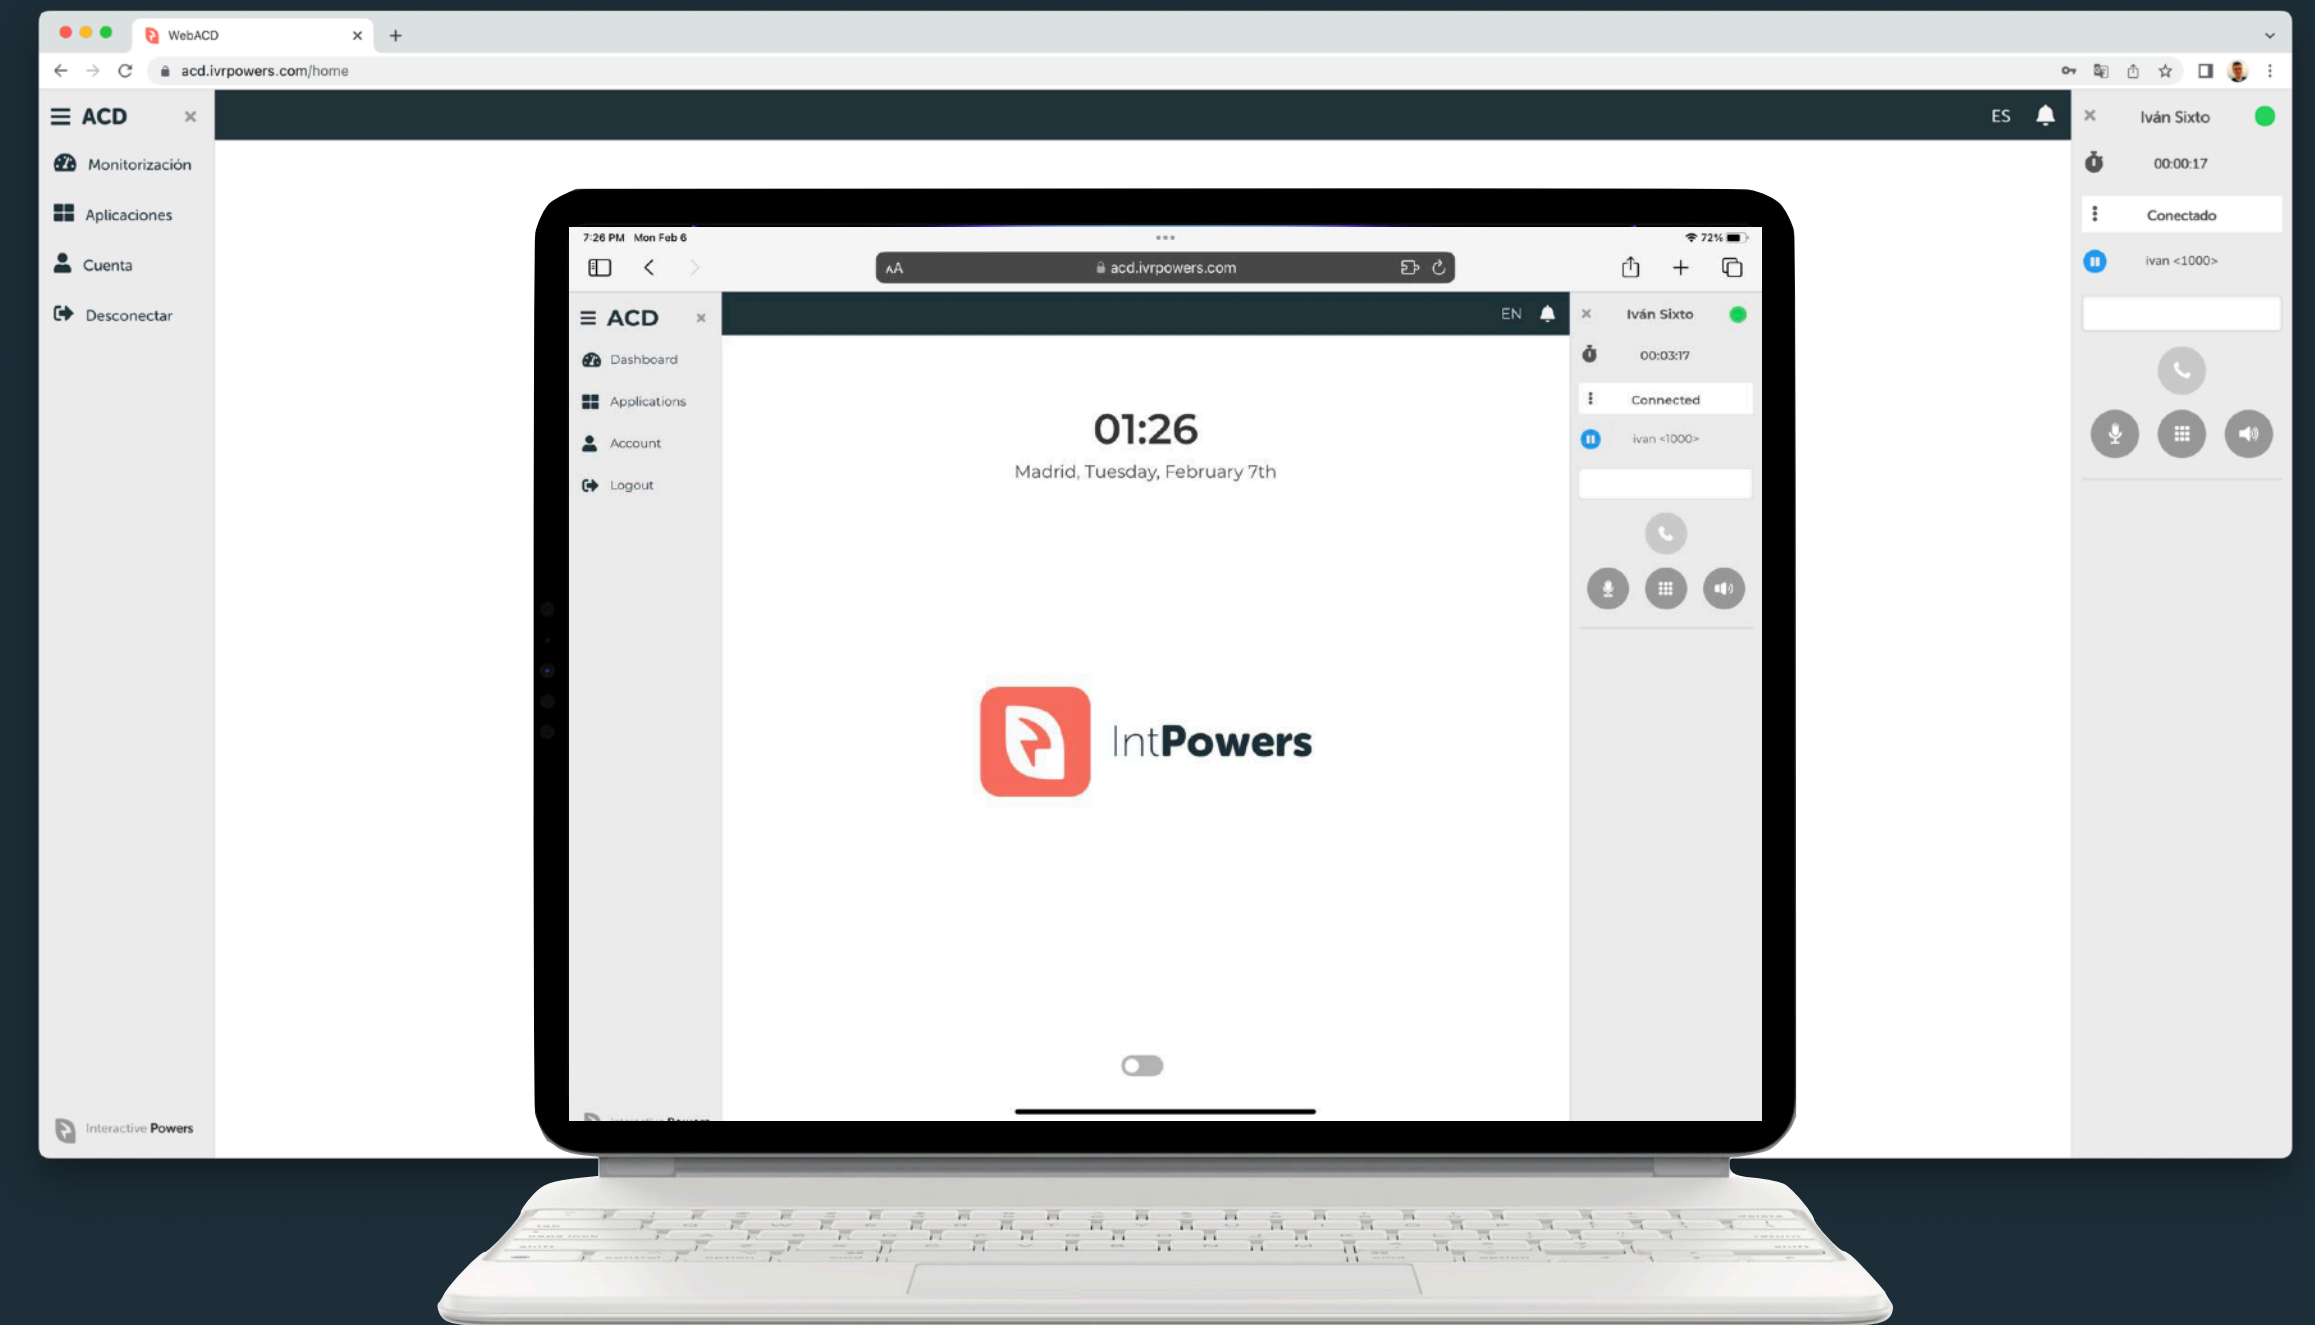 WebACD
acd.ivrpowers.com/home
ACD
ES
Iván Sixto
Monitorización
00:00:17
Aplicaciones
Conectado
Cuenta
ivan <1000>
Desconectar
Interactive Powers
7:26 PM Mon Feb 6
72%
AA
acd.ivrpowers.com
ACD
EN
Iván Sixto
Dashboard
00:03:17
Applications
Connected
Account
ivan <1000>
Logout
01:26
Madrid, Tuesday, February 7th
IntPowers